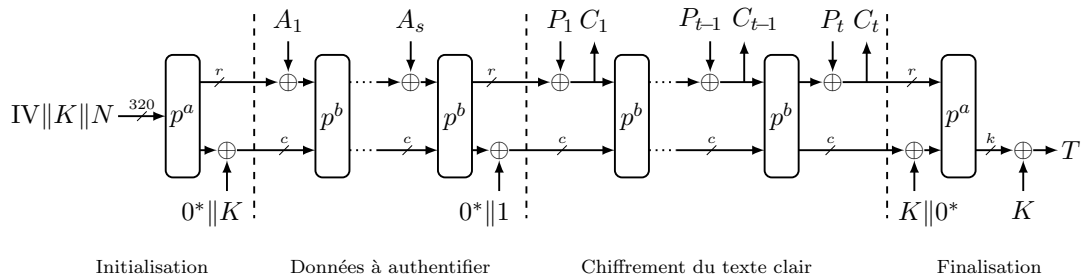 A₁ Aₛ P₁ C₁ Pₜ₋₁ Cₜ₋₁ Pₜ Cₜ
r r r
IV‖K‖N 320 pᵃ pᵇ pᵇ pᵇ pᵇ pᵃ
c c c c c k T
0*‖K 0*‖1 K‖0* K
Initialisation Données à authentifier Chiffrement du texte clair Finalisation